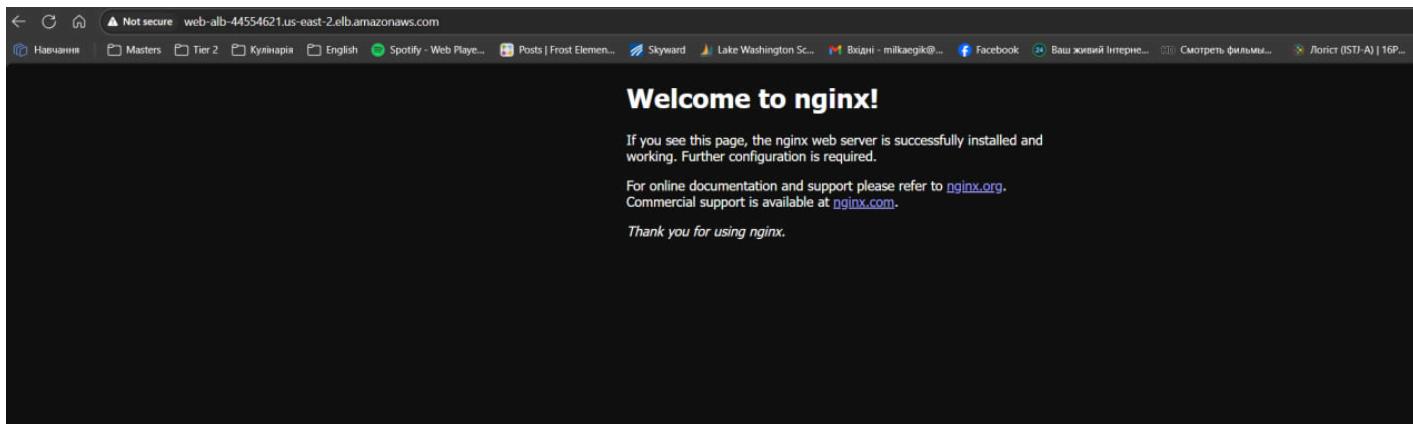 Not secure web-alb-44554621.us-east-2.elb.amazonaws.com
Навчання Masters Tier 2 Кулінарія English Spotify - Web Playe... Posts | Frost Elemen... Skyward Lake Washington Sc... Вхідні - milkaegik@... Facebook 24 Ваш живий Інтерне... Смотреть фильмы... Логіст (ISTJ-A) | 16P...
Welcome to nginx!
If you see this page, the nginx web server is successfully installed and
working. Further configuration is required.
For online documentation and support please refer to nginx.org.
Commercial support is available at nginx.com.
Thank you for using nginx.